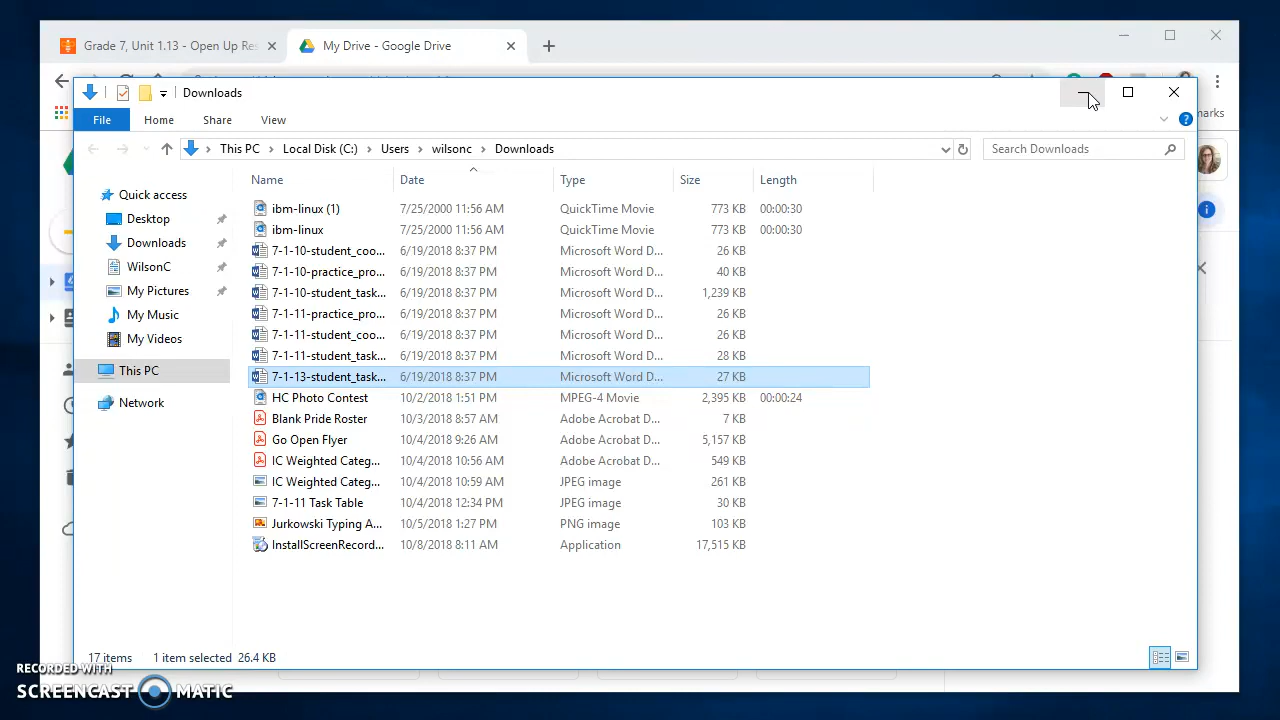 Grade 7, Unit 1.13 - Open Up Res
My Drive - Google Drive
Downloads
File
Home
Share
View
marks
This PC
Local Disk (C:)
Users
wilsonc
Downloads
Search Downloads
Name
Date
Type
Size
Length
Quick access
Desktop
Downloads
WilsonC
My Pictures
My Music
My Videos
This PC
Network
ibm-linux (1) 7/25/2000 11:56 AM QuickTime Movie 773 KB 00:00:30
ibm-linux 7/25/2000 11:56 AM QuickTime Movie 773 KB 00:00:30
7-1-10-student_coo... 6/19/2018 8:37 PM Microsoft Word D... 26 KB
7-1-10-practice_pro... 6/19/2018 8:37 PM Microsoft Word D... 40 KB
7-1-10-student_task... 6/19/2018 8:37 PM Microsoft Word D... 1,239 KB
7-1-11-practice_pro... 6/19/2018 8:37 PM Microsoft Word D... 26 KB
7-1-11-student_coo... 6/19/2018 8:37 PM Microsoft Word D... 26 KB
7-1-11-student_task... 6/19/2018 8:37 PM Microsoft Word D... 28 KB
7-1-13-student_task... 6/19/2018 8:37 PM Microsoft Word D... 27 KB
HC Photo Contest 10/2/2018 1:51 PM MPEG-4 Movie 2,395 KB 00:00:24
Blank Pride Roster 10/3/2018 8:57 AM Adobe Acrobat D... 7 KB
Go Open Flyer 10/4/2018 9:26 AM Adobe Acrobat D... 5,157 KB
IC Weighted Categ... 10/4/2018 10:56 AM Adobe Acrobat D... 549 KB
IC Weighted Categ... 10/4/2018 10:59 AM JPEG image 261 KB
7-1-11 Task Table 10/4/2018 12:34 PM JPEG image 30 KB
Jurkowski Typing A... 10/5/2018 1:27 PM PNG image 103 KB
InstallScreenRecord... 10/8/2018 8:11 AM Application 17,515 KB
17 items 1 item selected 26.4 KB
RECORDED WITH
SCREENCAST MATIC